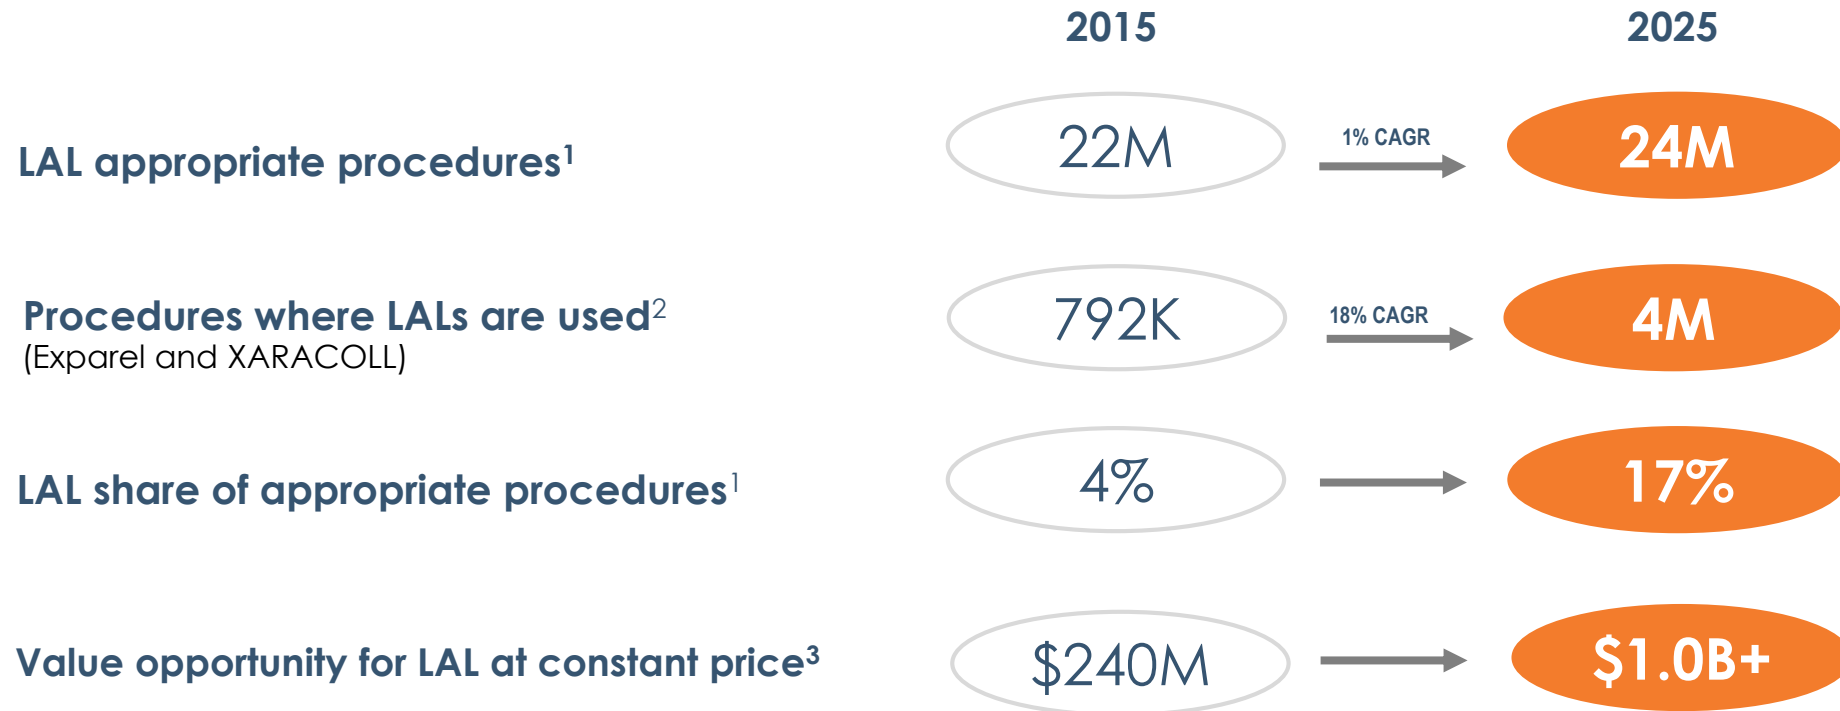 2015 2025
LAL appropriate procedures¹ 22M 1% CAGR 24M
Procedures where LALs are used² 792K 18% CAGR 4M
(Exparel and XARACOLL)
LAL share of appropriate procedures¹ 4% 17%
Value opportunity for LAL at constant price³ $240M $1.0B+